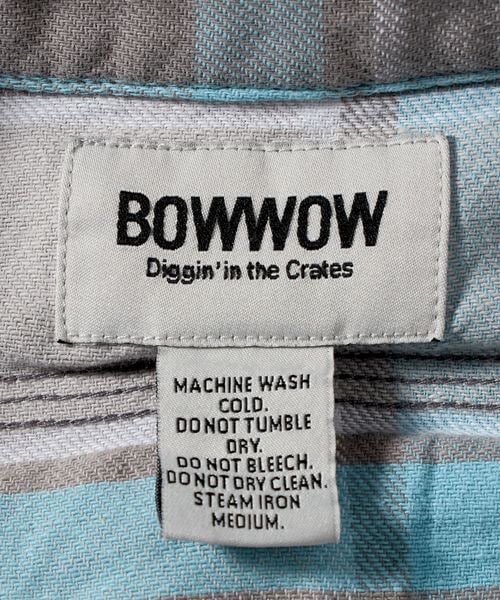 BOWWOW
Diggin' in the Crates
MACHINE WASH
COLD.
DO NOT TUMBLE
DRY.
DO NOT BLEECH.
DO NOT DRY CLEAN.
STEAM IRON
MEDIUM.